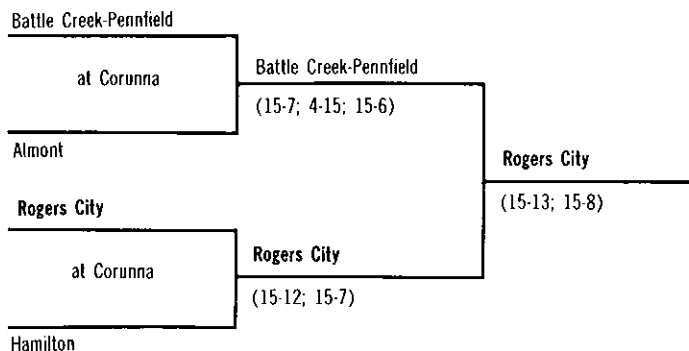 Battle Creek-Pennfield
at Corunna
Almont
Battle Creek-Pennfield
(15-7; 4-15; 15-6)
Rogers City
at Corunna
Hamilton
Rogers City
(15-12; 15-7)
Rogers City
(15-13; 15-8)